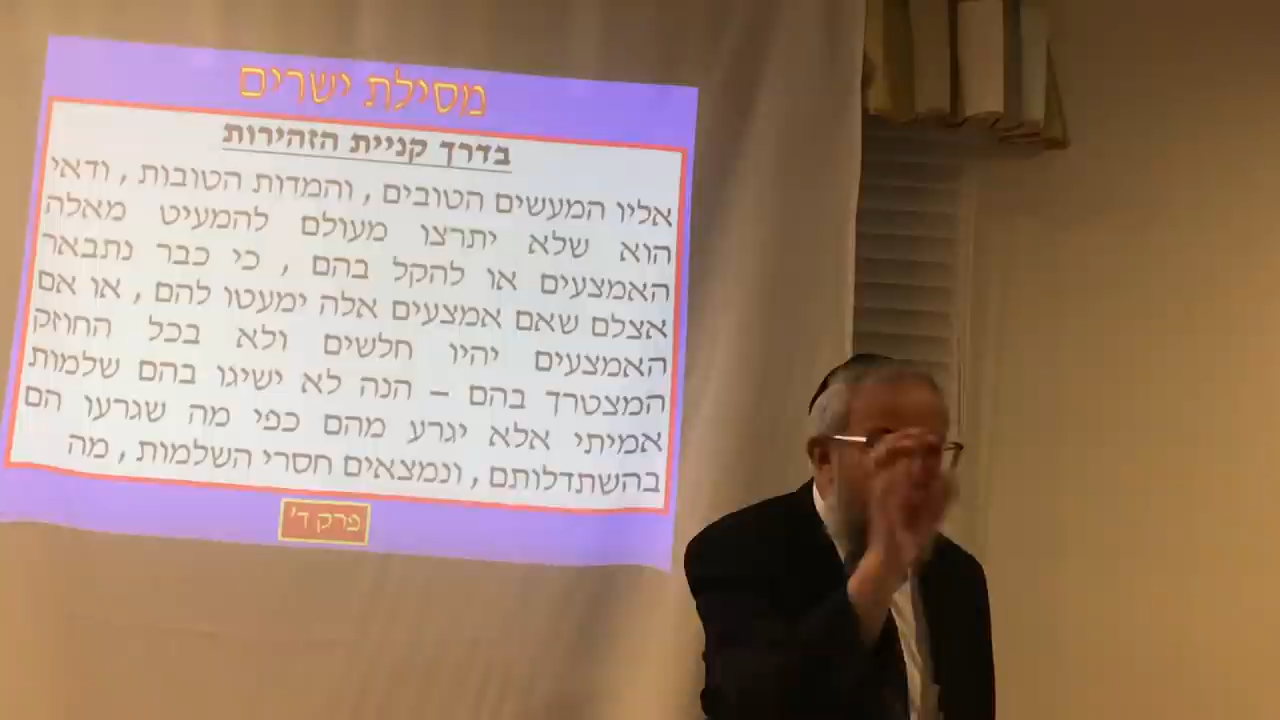 מסילת ישרים
בדרך קניית הזהירות
אליו המעשים הטובים , והמדות הטובות , ודאי
הוא שלא יתרצו מעולם להמעיט מאלה
האמצעים או להקל בהם , כי כבר נתבאר
אצלם שאם אמצעים אלה ימעטו להם , או אם
האמצעים יהיו חלשים ולא בכל החוזק
המצטרך בהם – הנה לא ישיגו בהם שלמות
אמיתי אלא יגרע מהם כפי מה שגרעו הם
בהשתדלותם , ונמצאים חסרי השלמות , מה
פרק ד'